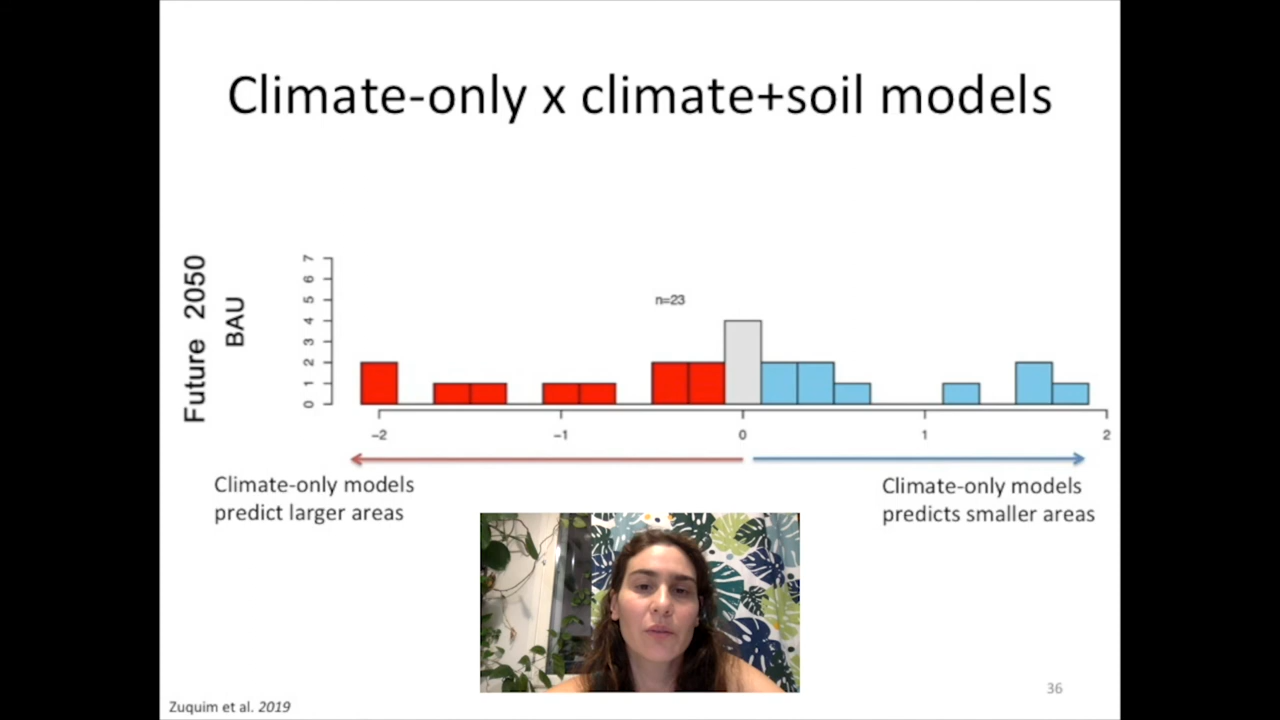 Climate-only x climate+soil models
Future 2050
BAU
7
6
5
4
3
2
1
0
n=23
−2
−1
0
1
2
Climate-only models
predict larger areas
Climate-only models
predicts smaller areas
36
Zuquim et al. 2019